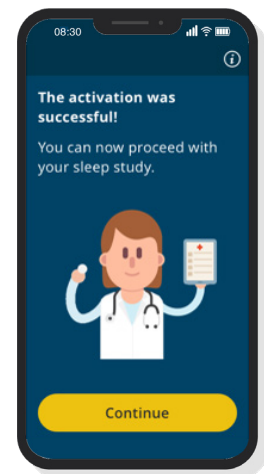 08:30
The activation was
successful!
You can now proceed with
your sleep study.
Continue